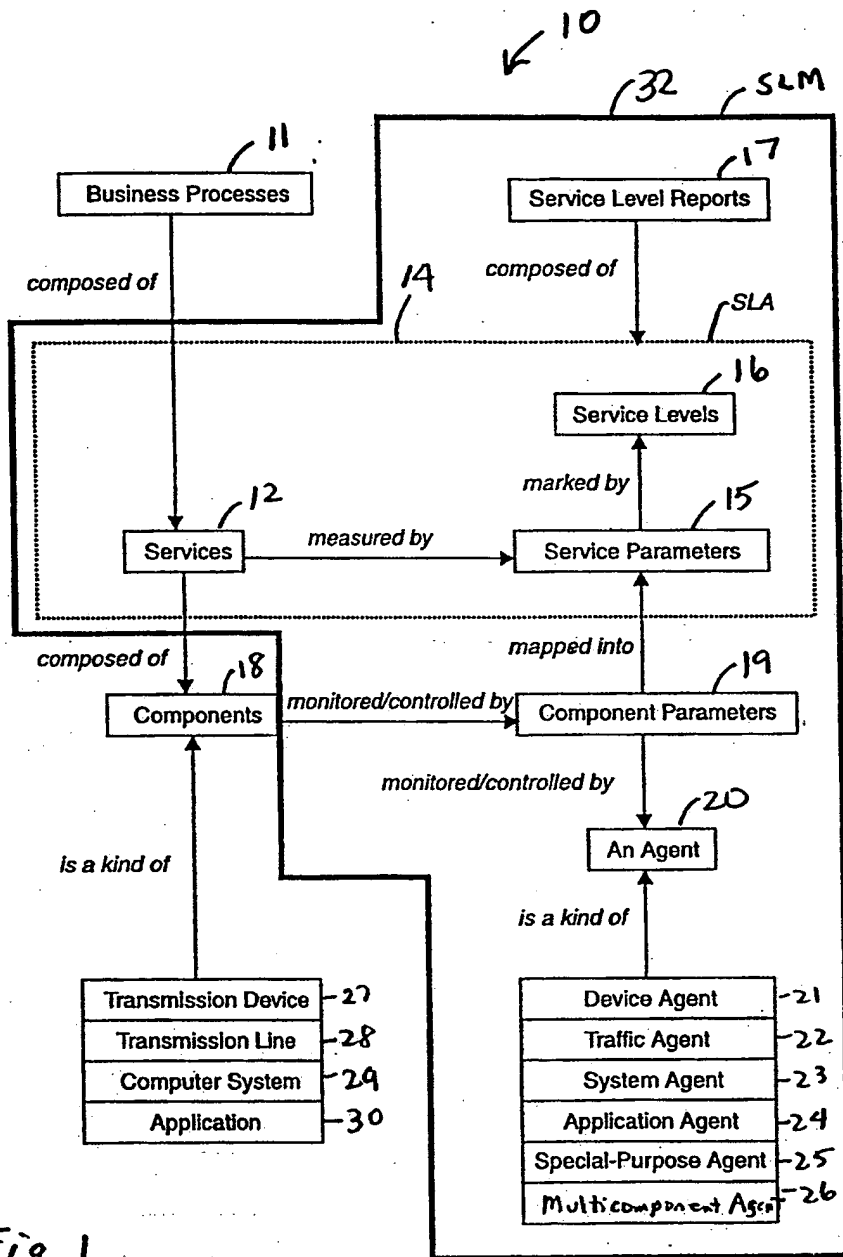 10
32
SLM
11
17
Business Processes
Service Level Reports
composed of
14
composed of
SLA
16
Service Levels
marked by
12
15
Services
measured by
Service Parameters
composed of
mapped into
18
19
Components
monitored/controlled by
Component Parameters
monitored/controlled by
20
An Agent
is a kind of
is a kind of
Transmission Device
27
Transmission Line
28
Computer System
29
Application
30
Device Agent
21
Traffic Agent
22
System Agent
23
Application Agent
24
Special-Purpose Agent
25
Multicomponent Agent
26
Fig. 1